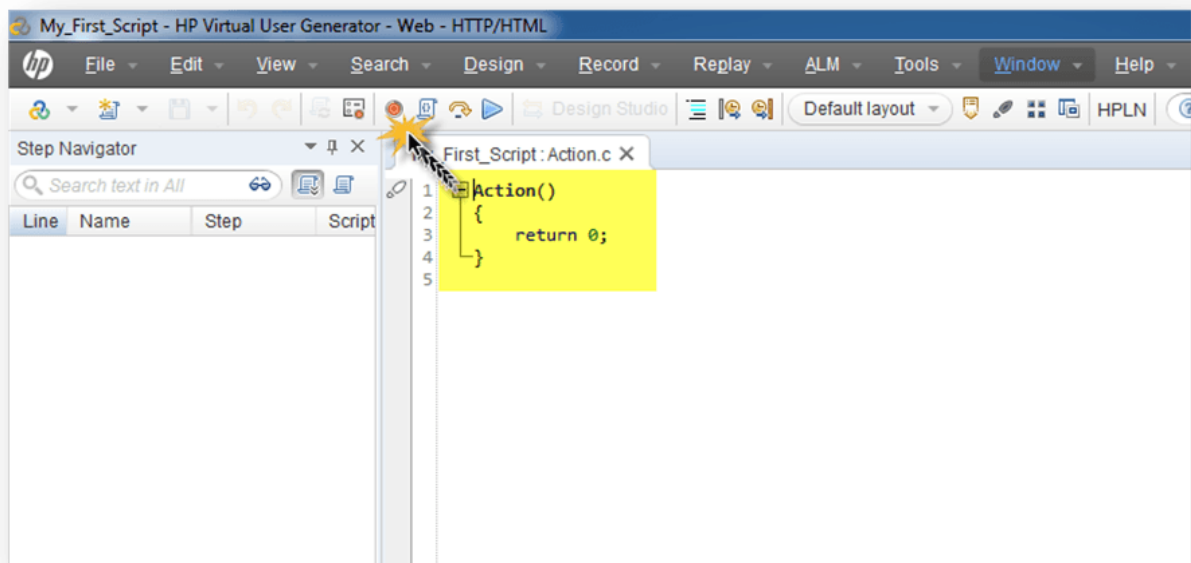 My_First_Script - HP Virtual User Generator - Web - HTTP/HTML
hp File Edit View Search Design Record Replay ALM Tools Window Help
Design Studio Default layout HPLN
Step Navigator
First_Script : Action.c
Search text in All
Line Name Step Script
1 Action()
2 {
3 return 0;
4 }
5